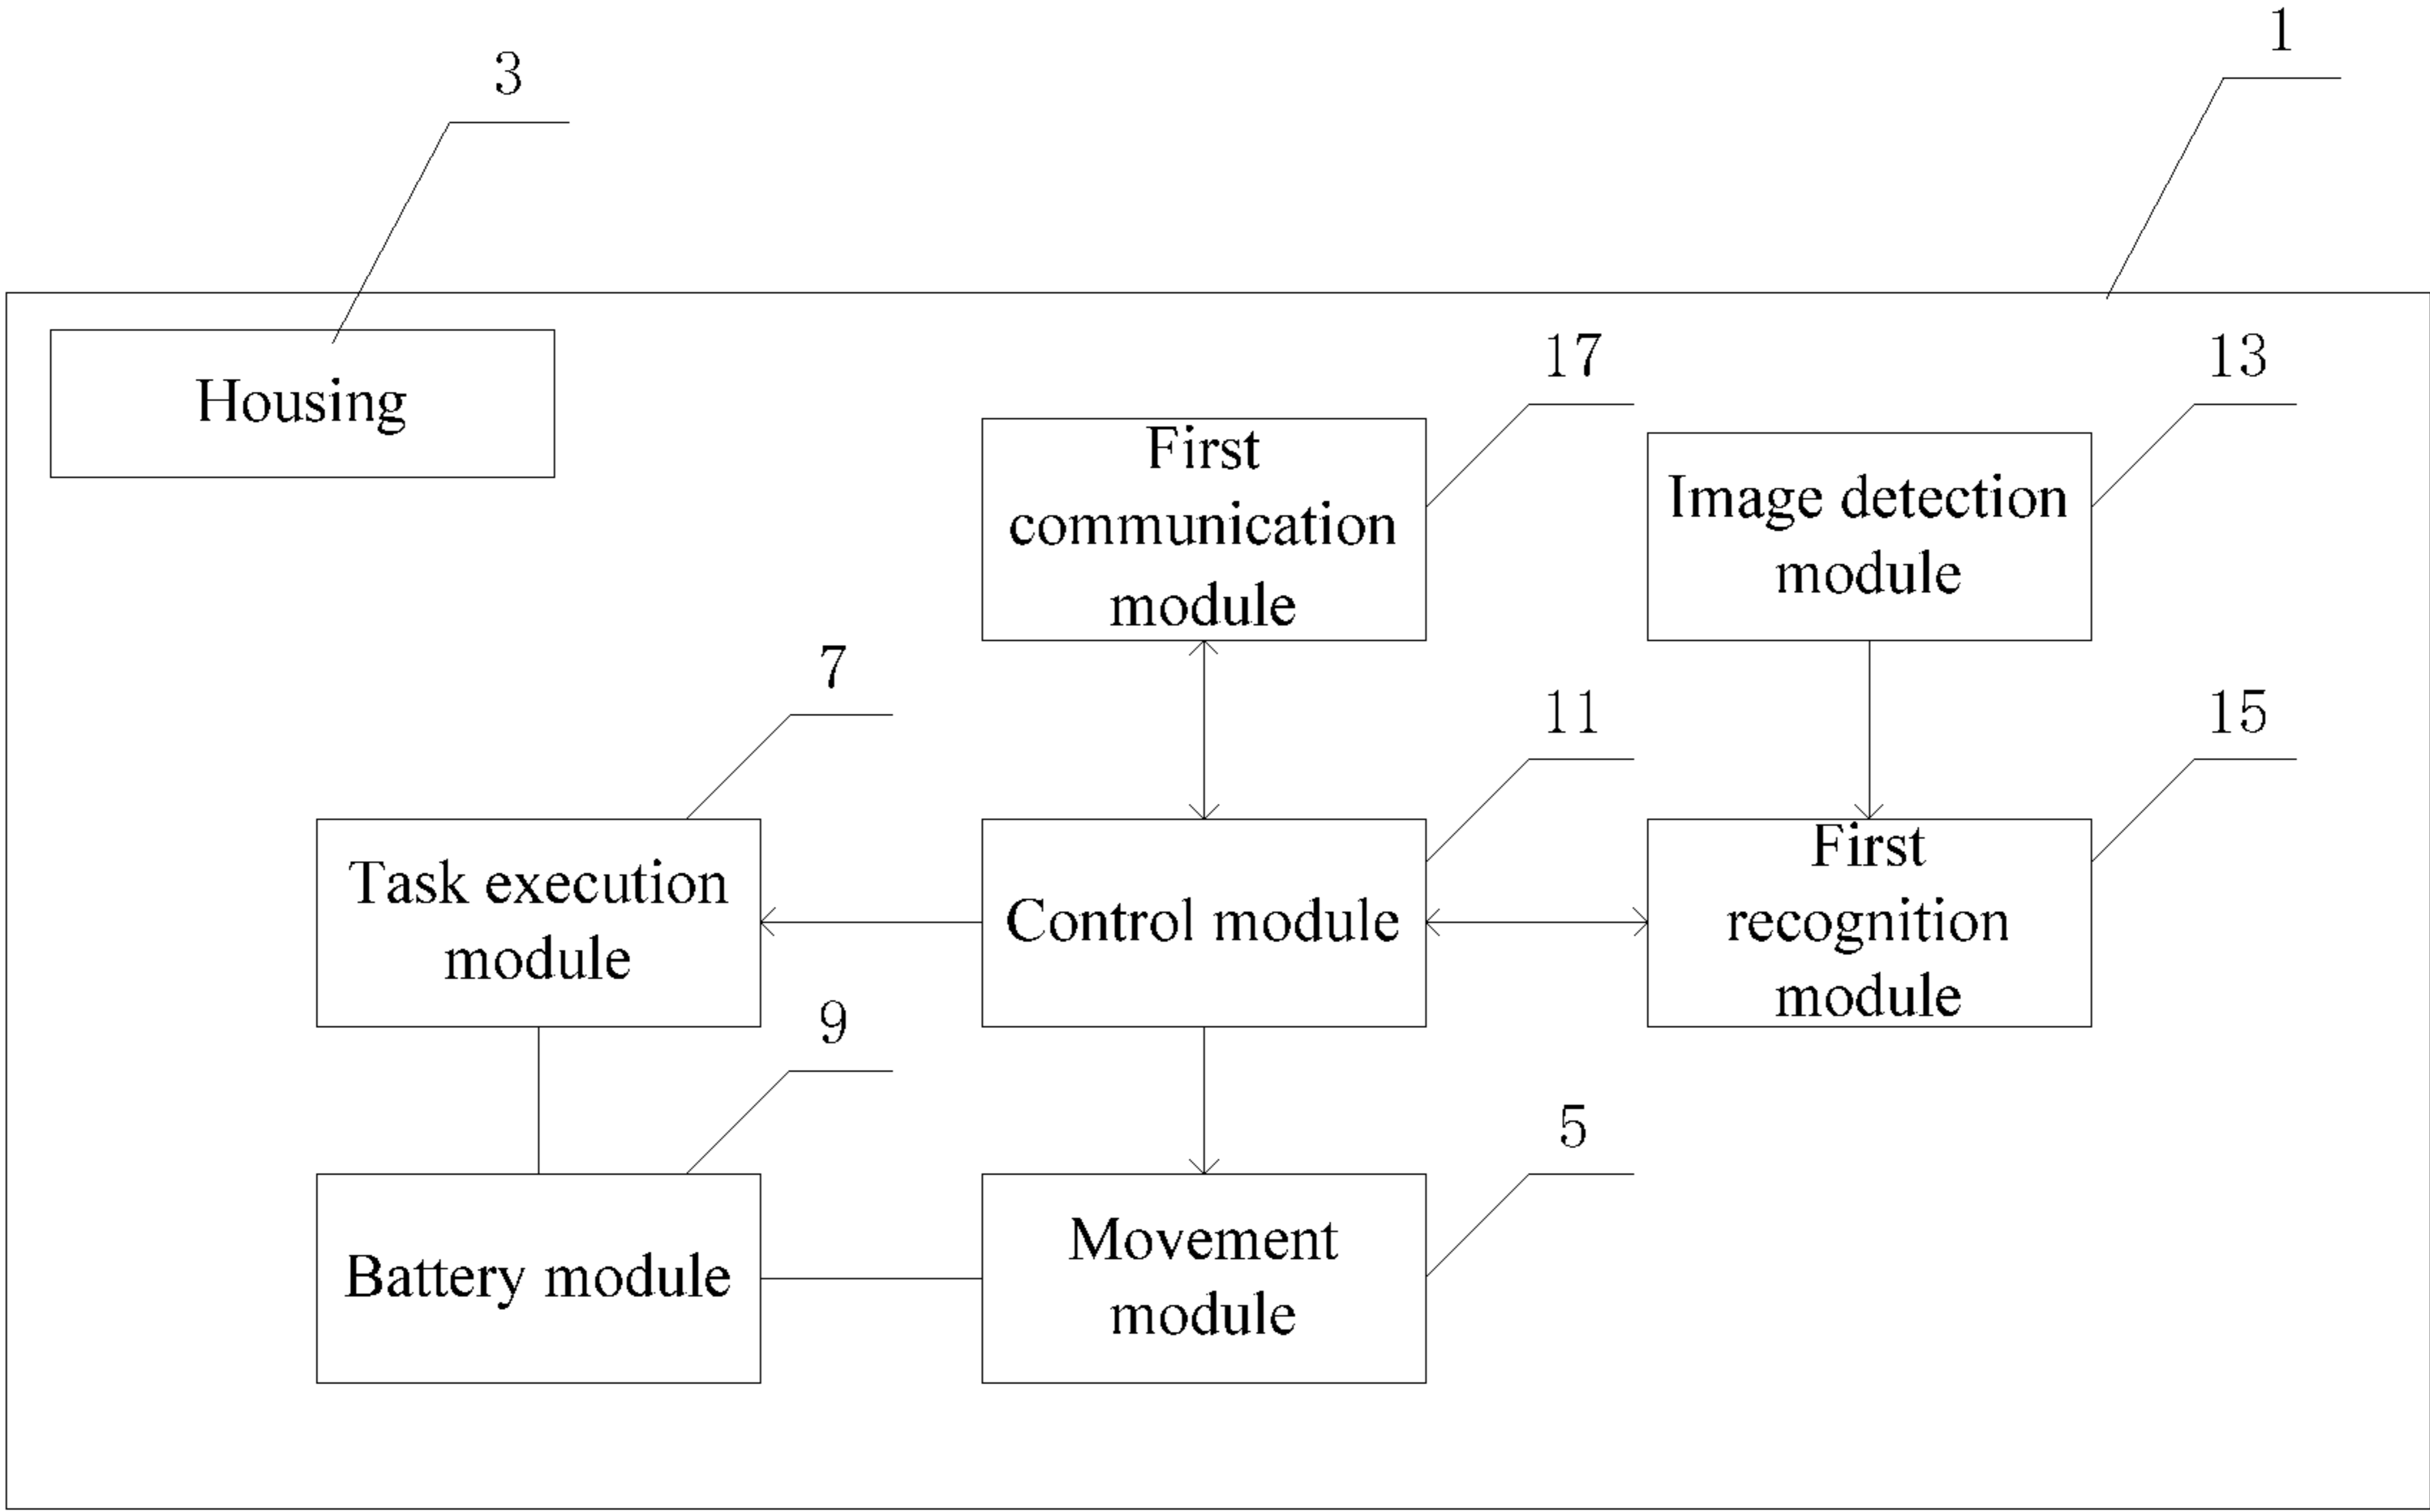 1
3
Housing
17
13
First
communication
module
Image detection
module
7
11
15
Task execution
module
Control module
First
recognition
module
9
5
Battery module
Movement
module